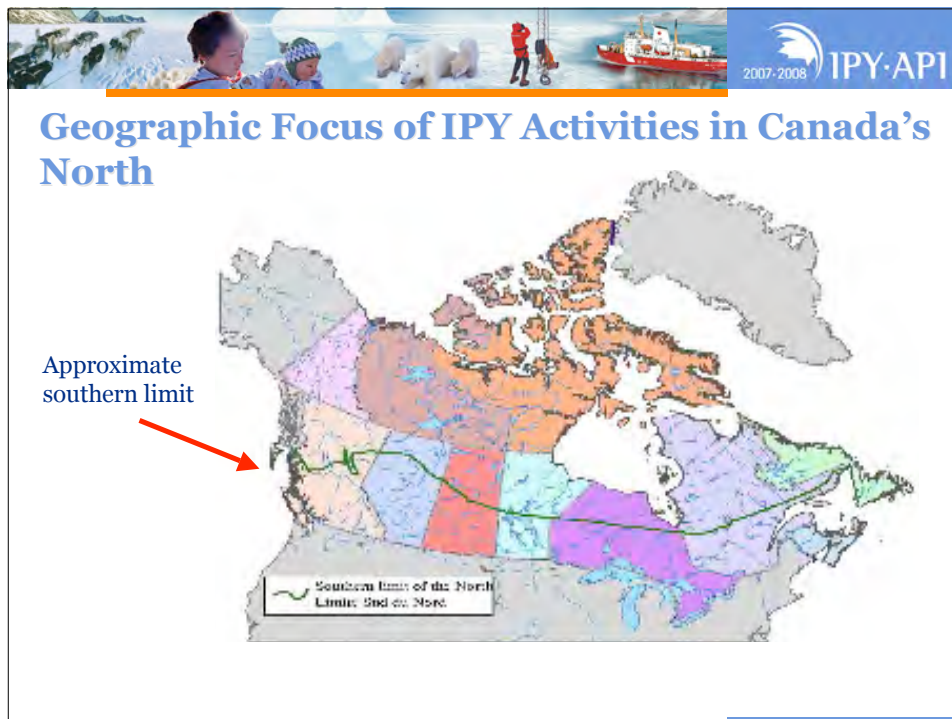 2007-2008 IPY·API
Geographic Focus of IPY Activities in Canada's
North
Approximate
southern limit
Southern limit of the North
Limite Sud du Nord